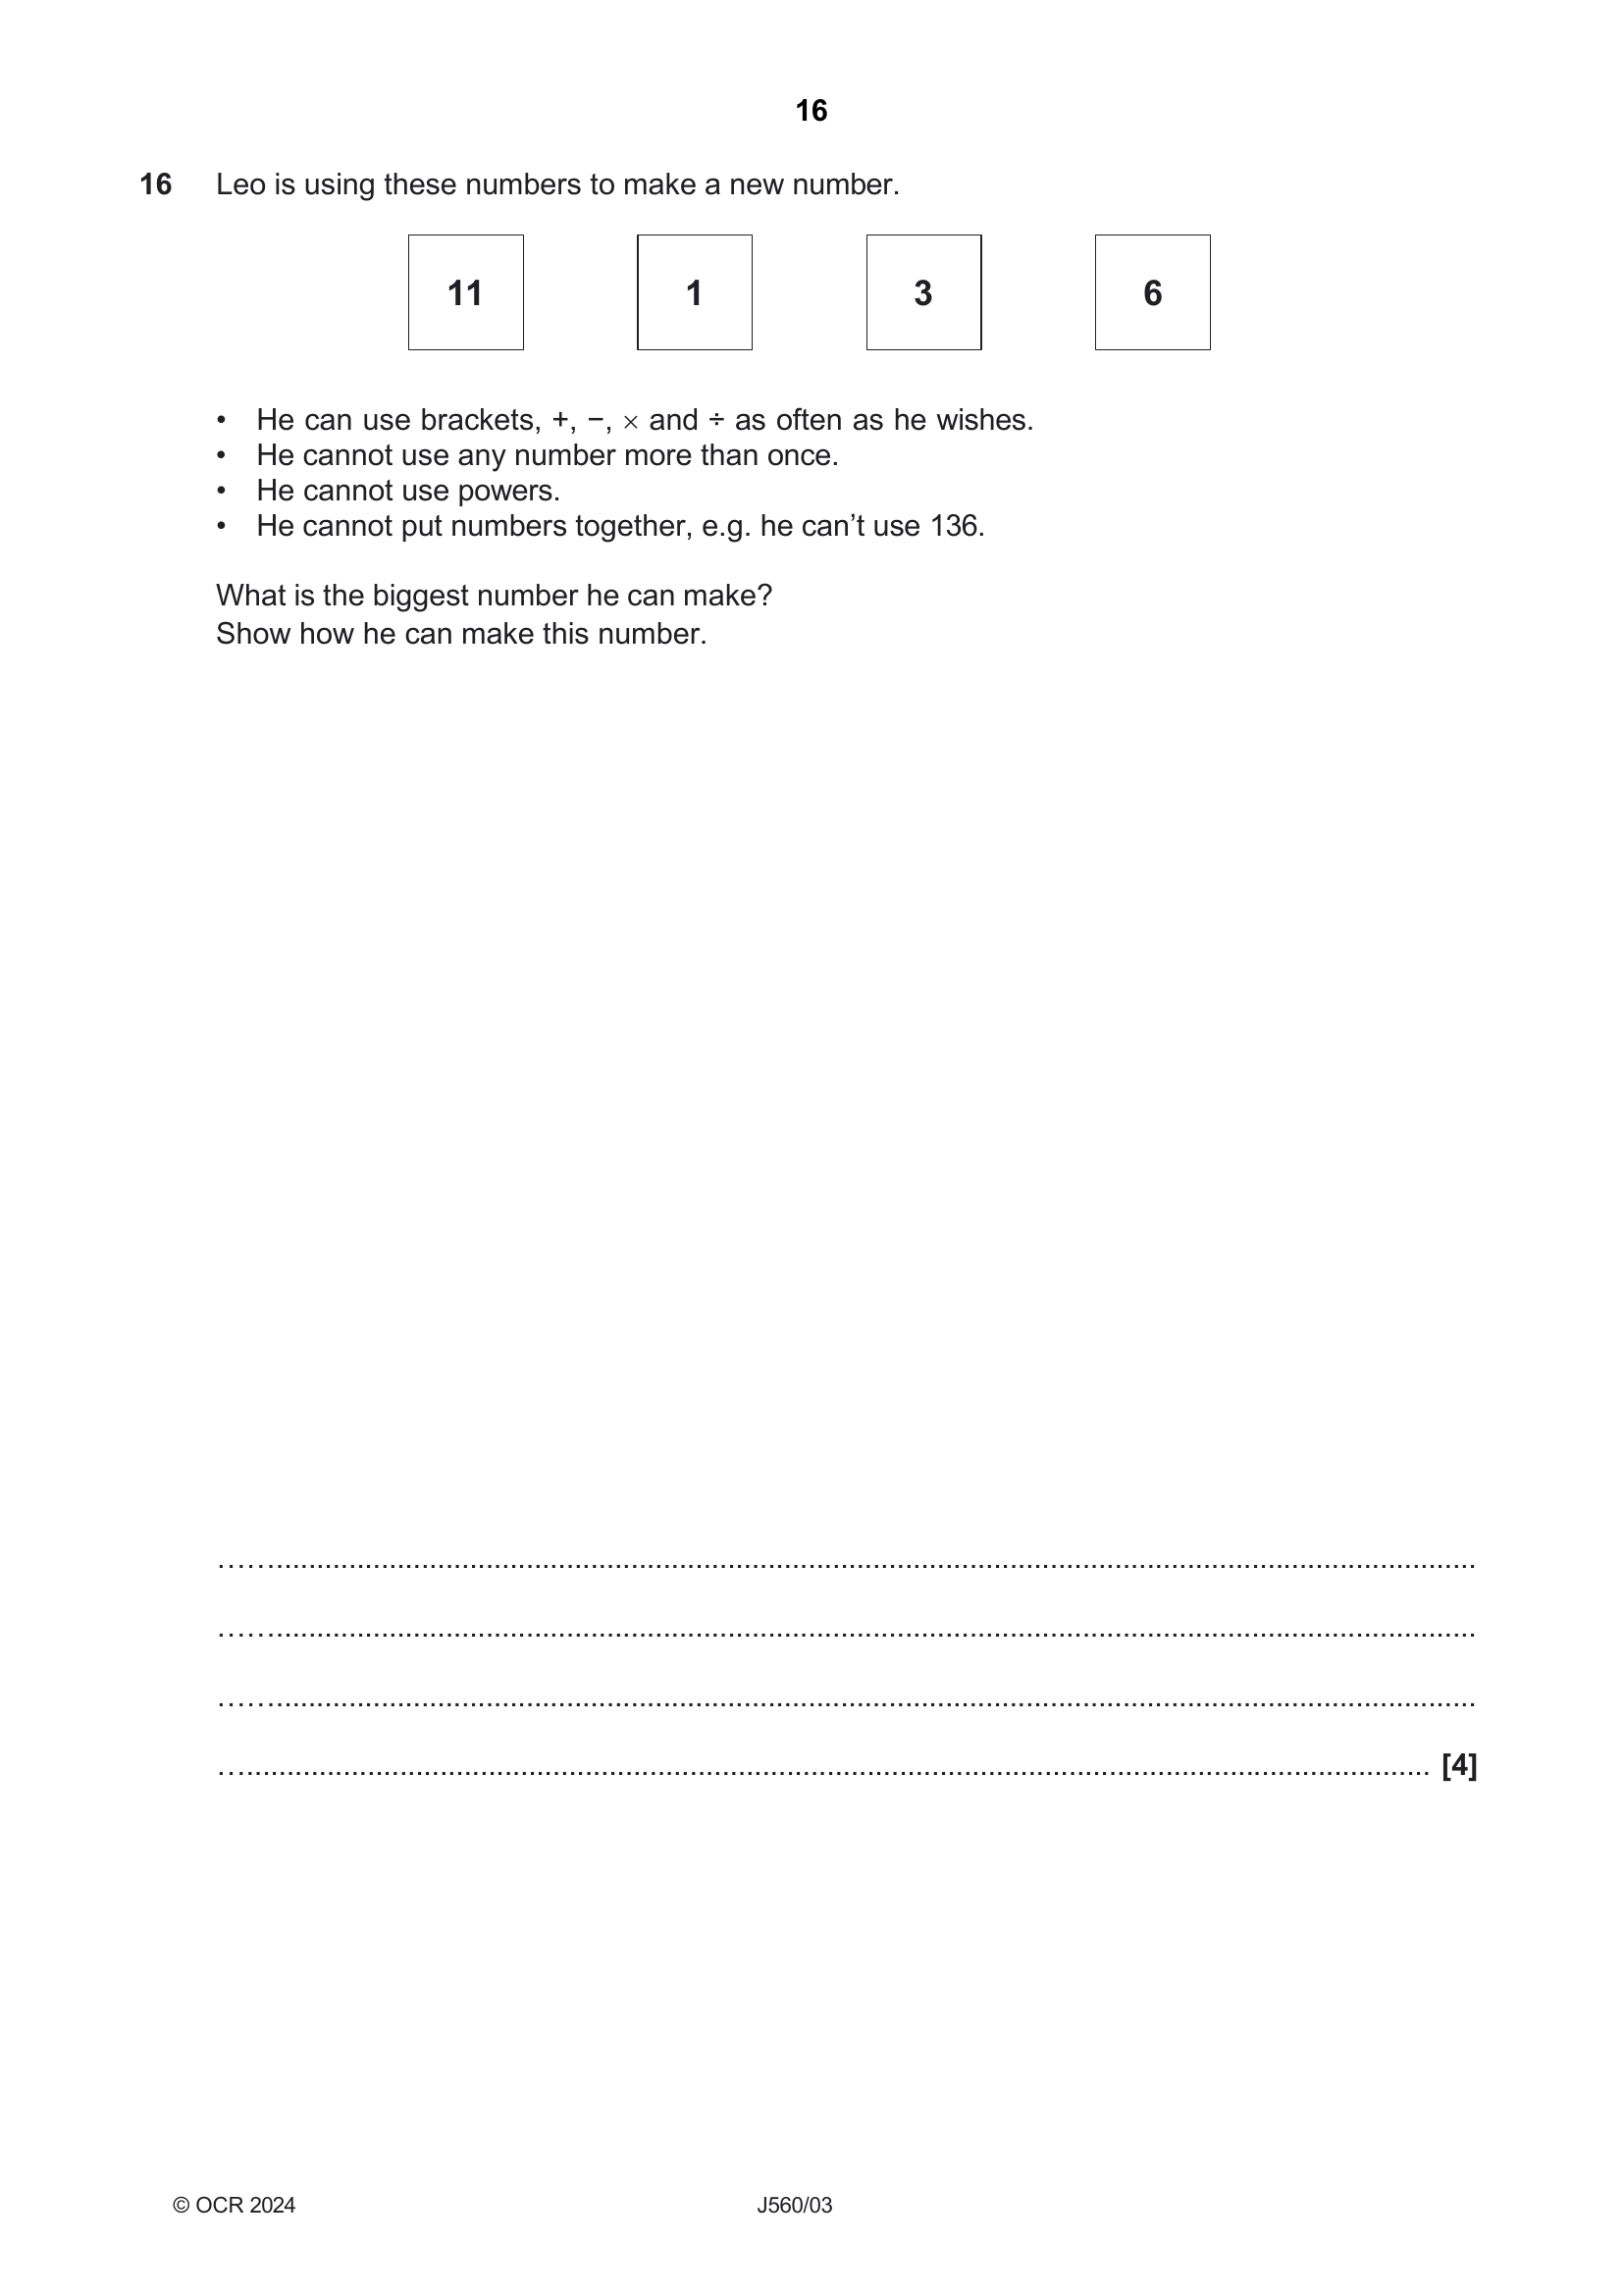 16
16 Leo is using these numbers to make a new number.
11 1 3 6
• He can use brackets, +, −, × and ÷ as often as he wishes.
• He cannot use any number more than once.
• He cannot use powers.
• He cannot put numbers together, e.g. he can’t use 136.
What is the biggest number he can make?
Show how he can make this number.
[4]
© OCR 2024 J560/03